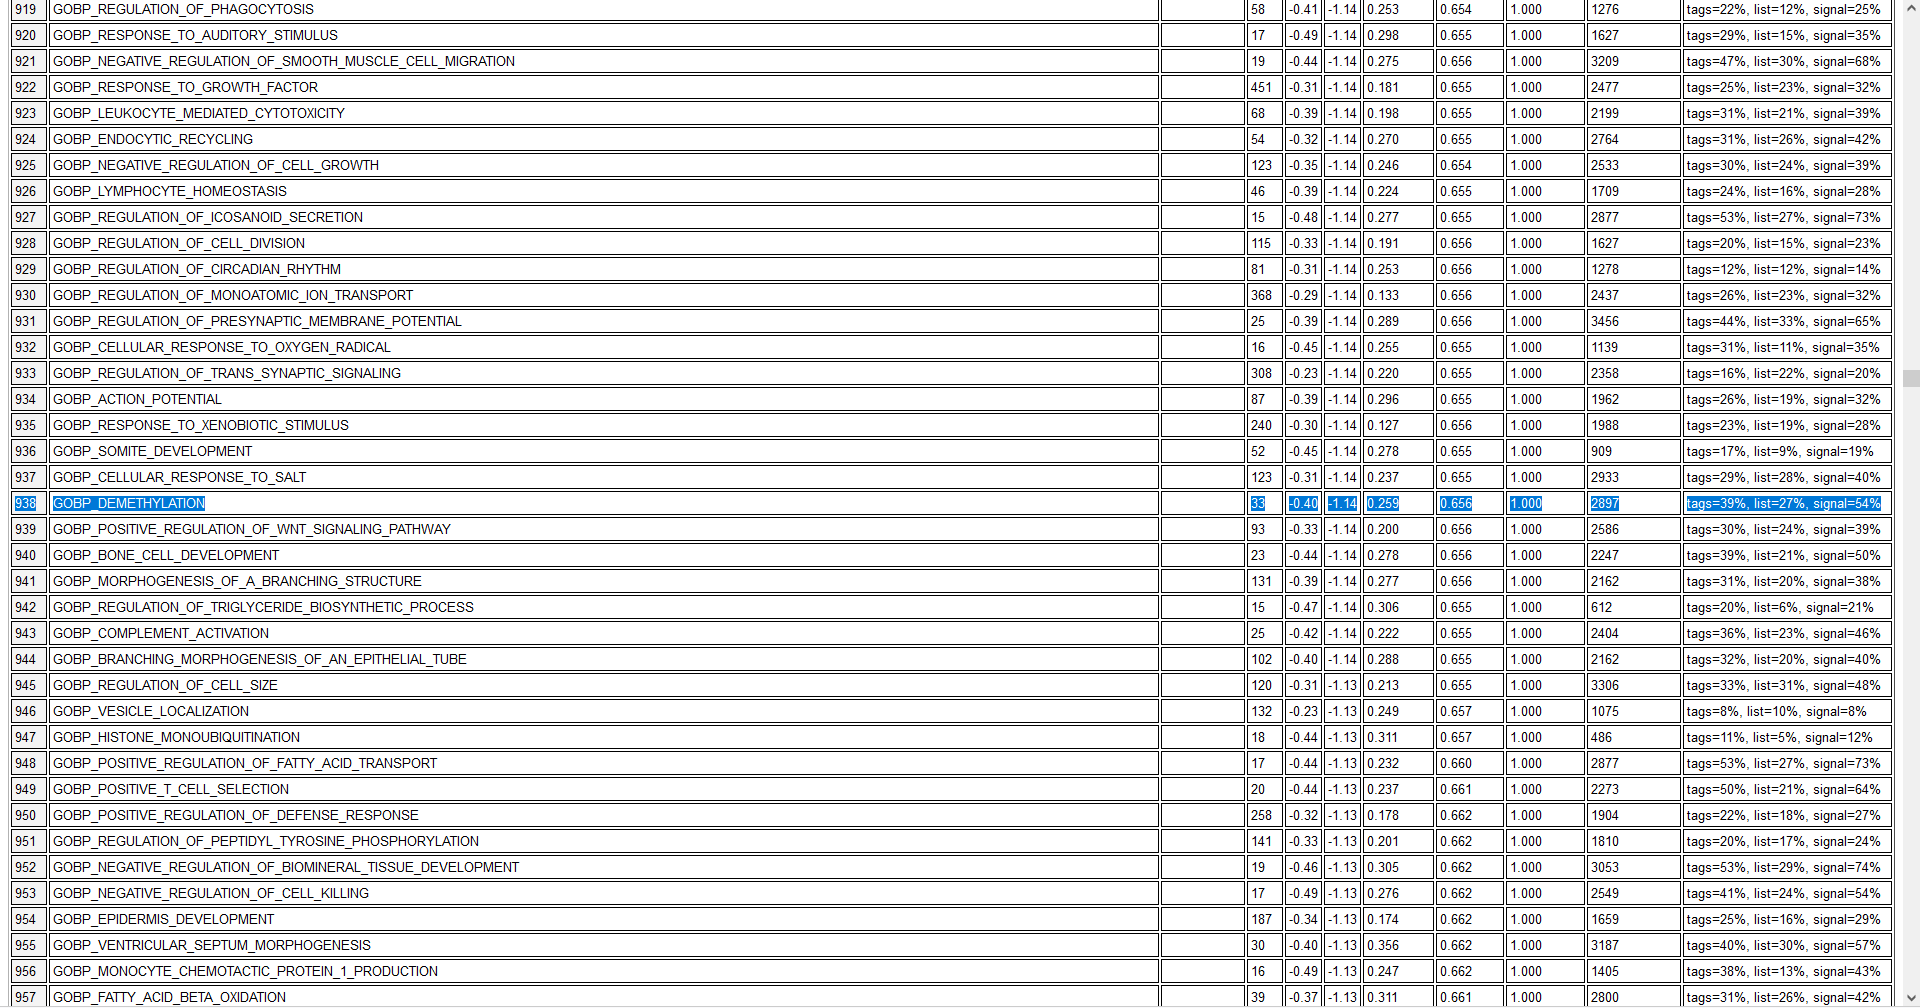 919 GOBP_REGULATION_OF_PHAGOCYTOSIS 58 -0.41 -1.14 0.253 0.654 1.000 1276 tags=22%, list=12%, signal=25%
920 GOBP_RESPONSE_TO_AUDITORY_STIMULUS 17 -0.49 -1.14 0.298 0.655 1.000 1627 tags=29%, list=15%, signal=35%
921 GOBP_NEGATIVE_REGULATION_OF_SMOOTH_MUSCLE_CELL_MIGRATION 19 -0.44 -1.14 0.275 0.656 1.000 3209 tags=47%, list=30%, signal=68%
922 GOBP_RESPONSE_TO_GROWTH_FACTOR 451 -0.31 -1.14 0.181 0.655 1.000 2477 tags=25%, list=23%, signal=32%
923 GOBP_LEUKOCYTE_MEDIATED_CYTOTOXICITY 68 -0.39 -1.14 0.198 0.655 1.000 2199 tags=31%, list=21%, signal=39%
924 GOBP_ENDOCYTIC_RECYCLING 54 -0.32 -1.14 0.270 0.655 1.000 2764 tags=31%, list=26%, signal=42%
925 GOBP_NEGATIVE_REGULATION_OF_CELL_GROWTH 123 -0.35 -1.14 0.246 0.654 1.000 2533 tags=30%, list=24%, signal=39%
926 GOBP_LYMPHOCYTE_HOMEOSTASIS 46 -0.39 -1.14 0.224 0.655 1.000 1709 tags=24%, list=16%, signal=28%
927 GOBP_REGULATION_OF_ICOSANOID_SECRETION 15 -0.48 -1.14 0.277 0.655 1.000 2877 tags=53%, list=27%, signal=73%
928 GOBP_REGULATION_OF_CELL_DIVISION 115 -0.33 -1.14 0.191 0.656 1.000 1627 tags=20%, list=15%, signal=23%
929 GOBP_REGULATION_OF_CIRCADIAN_RHYTHM 81 -0.31 -1.14 0.253 0.656 1.000 1278 tags=12%, list=12%, signal=14%
930 GOBP_REGULATION_OF_MONOATOMIC_ION_TRANSPORT 368 -0.29 -1.14 0.133 0.656 1.000 2437 tags=26%, list=23%, signal=32%
931 GOBP_REGULATION_OF_PRESYNAPTIC_MEMBRANE_POTENTIAL 25 -0.39 -1.14 0.289 0.656 1.000 3456 tags=44%, list=33%, signal=65%
932 GOBP_CELLULAR_RESPONSE_TO_OXYGEN_RADICAL 16 -0.45 -1.14 0.255 0.655 1.000 1139 tags=31%, list=11%, signal=35%
933 GOBP_REGULATION_OF_TRANS_SYNAPTIC_SIGNALING 308 -0.23 -1.14 0.220 0.655 1.000 2358 tags=16%, list=22%, signal=20%
934 GOBP_ACTION_POTENTIAL 87 -0.39 -1.14 0.296 0.655 1.000 1962 tags=26%, list=19%, signal=32%
935 GOBP_RESPONSE_TO_XENOBIOTIC_STIMULUS 240 -0.30 -1.14 0.127 0.656 1.000 1988 tags=23%, list=19%, signal=28%
936 GOBP_SOMITE_DEVELOPMENT 52 -0.45 -1.14 0.278 0.655 1.000 909 tags=17%, list=9%, signal=19%
937 GOBP_CELLULAR_RESPONSE_TO_SALT 123 -0.31 -1.14 0.237 0.655 1.000 2933 tags=29%, list=28%, signal=40%
938 GOBP_DEMETHYLATION 33 -0.40 -1.14 0.259 0.656 1.000 2897 tags=39%, list=27%, signal=54%
939 GOBP_POSITIVE_REGULATION_OF_WNT_SIGNALING_PATHWAY 93 -0.33 -1.14 0.200 0.656 1.000 2586 tags=30%, list=24%, signal=39%
940 GOBP_BONE_CELL_DEVELOPMENT 23 -0.44 -1.14 0.278 0.656 1.000 2247 tags=39%, list=21%, signal=50%
941 GOBP_MORPHOGENESIS_OF_A_BRANCHING_STRUCTURE 131 -0.39 -1.14 0.277 0.656 1.000 2162 tags=31%, list=20%, signal=38%
942 GOBP_REGULATION_OF_TRIGLYCERIDE_BIOSYNTHETIC_PROCESS 15 -0.47 -1.14 0.306 0.655 1.000 612 tags=20%, list=6%, signal=21%
943 GOBP_COMPLEMENT_ACTIVATION 25 -0.42 -1.14 0.222 0.655 1.000 2404 tags=36%, list=23%, signal=46%
944 GOBP_BRANCHING_MORPHOGENESIS_OF_AN_EPITHELIAL_TUBE 102 -0.40 -1.14 0.288 0.655 1.000 2162 tags=32%, list=20%, signal=40%
945 GOBP_REGULATION_OF_CELL_SIZE 120 -0.31 -1.13 0.213 0.655 1.000 3306 tags=33%, list=31%, signal=48%
946 GOBP_VESICLE_LOCALIZATION 132 -0.23 -1.13 0.249 0.657 1.000 1075 tags=8%, list=10%, signal=8%
947 GOBP_HISTONE_MONOUBIQUITINATION 18 -0.44 -1.13 0.311 0.657 1.000 486 tags=11%, list=5%, signal=12%
948 GOBP_POSITIVE_REGULATION_OF_FATTY_ACID_TRANSPORT 17 -0.44 -1.13 0.232 0.660 1.000 2877 tags=53%, list=27%, signal=73%
949 GOBP_POSITIVE_T_CELL_SELECTION 20 -0.44 -1.13 0.237 0.661 1.000 2273 tags=50%, list=21%, signal=64%
950 GOBP_POSITIVE_REGULATION_OF_DEFENSE_RESPONSE 258 -0.32 -1.13 0.178 0.662 1.000 1904 tags=22%, list=18%, signal=27%
951 GOBP_REGULATION_OF_PEPTIDYL_TYROSINE_PHOSPHORYLATION 141 -0.33 -1.13 0.201 0.662 1.000 1810 tags=20%, list=17%, signal=24%
952 GOBP_NEGATIVE_REGULATION_OF_BIOMINERAL_TISSUE_DEVELOPMENT 19 -0.46 -1.13 0.305 0.662 1.000 3053 tags=53%, list=29%, signal=74%
953 GOBP_NEGATIVE_REGULATION_OF_CELL_KILLING 17 -0.49 -1.13 0.276 0.662 1.000 2549 tags=41%, list=24%, signal=54%
954 GOBP_EPIDERMIS_DEVELOPMENT 187 -0.34 -1.13 0.174 0.662 1.000 1659 tags=25%, list=16%, signal=29%
955 GOBP_VENTRICULAR_SEPTUM_MORPHOGENESIS 30 -0.40 -1.13 0.356 0.662 1.000 3187 tags=40%, list=30%, signal=57%
956 GOBP_MONOCYTE_CHEMOTACTIC_PROTEIN_1_PRODUCTION 16 -0.49 -1.13 0.247 0.662 1.000 1405 tags=38%, list=13%, signal=43%
957 GOBP_FATTY_ACID_BETA_OXIDATION 39 -0.37 -1.13 0.311 0.661 1.000 2800 tags=31%, list=26%, signal=42%